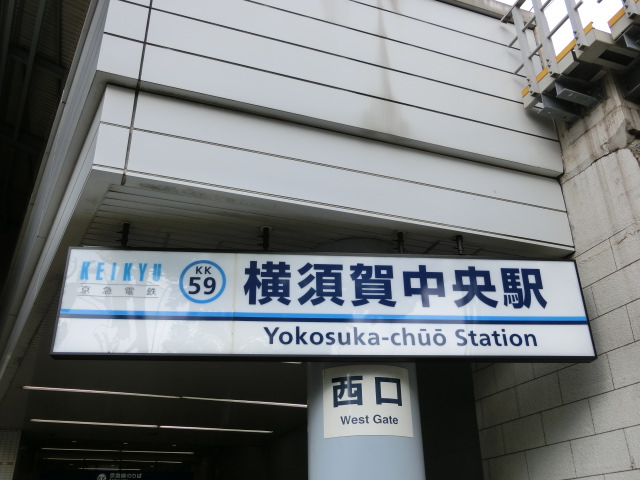 KEIKYU
京急電鉄
KK
59
横須賀中央駅
Yokosuka-chūō Station
西口
West Gate